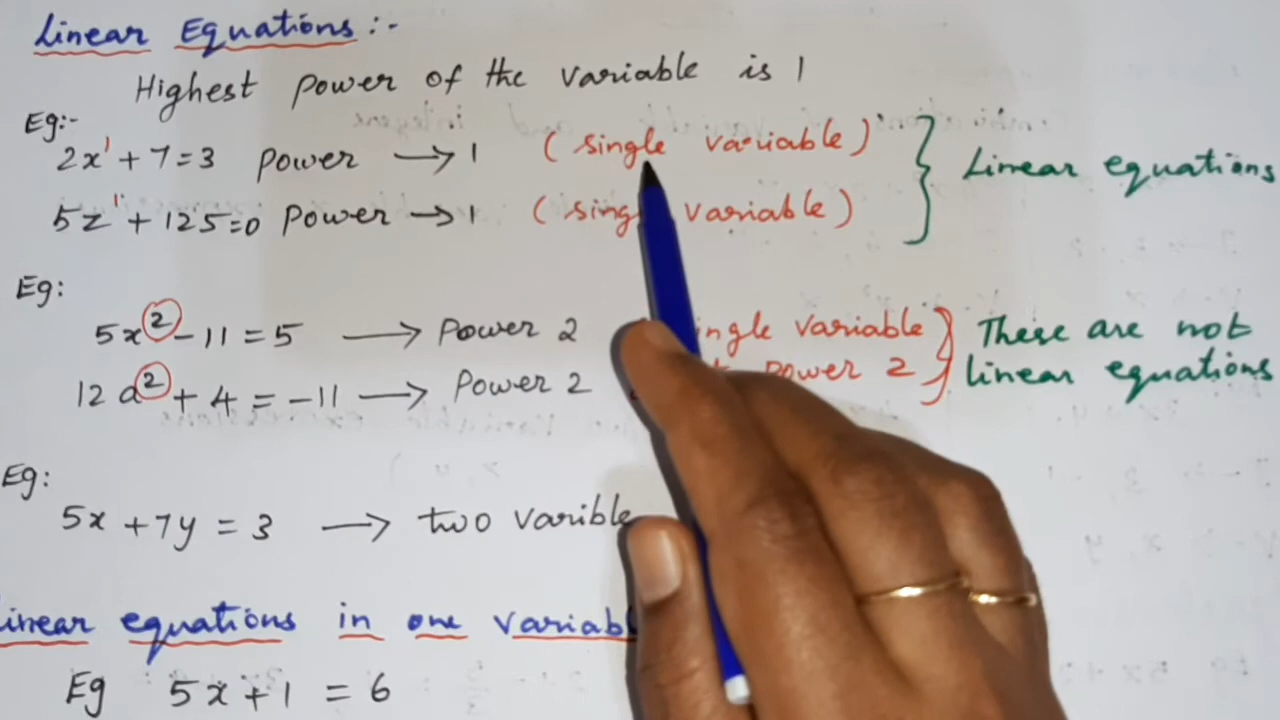 Linear Equations :-
Highest power of the variable is 1
Eg:-
2x¹ + 7 = 3 power → 1 (single variable)
5z¹ + 125 = 0 power → 1 ( variable)
} Linear equations
Eg:
5x² - 11 = 5 → power 2 variable
12a² + 4 = -11 → power 2 power 2
} These are not
linear equations
Eg:
5x + 7y = 3 → two varible
equations in one
Eg 5x + 1 = 6